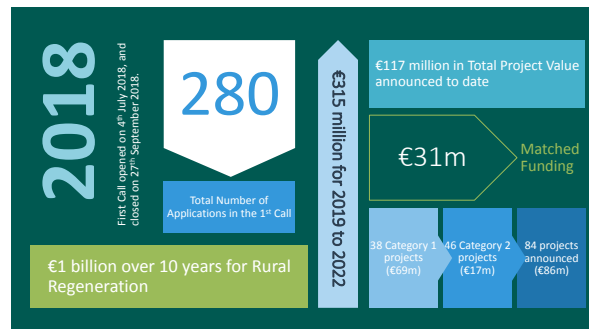 2018
First Call opened on 4th July 2018, and
closed on 27th September 2018.
280
Total Number of
Applications in the 1st Call
€1 billion over 10 years for Rural
Regeneration
€315 million for 2019 to 2022
€117 million in Total Project Value
announced to date
€31m
Matched
Funding
38 Category 1
projects
(€69m)
46 Category 2
projects
(€17m)
84 projects
announced
(€86m)